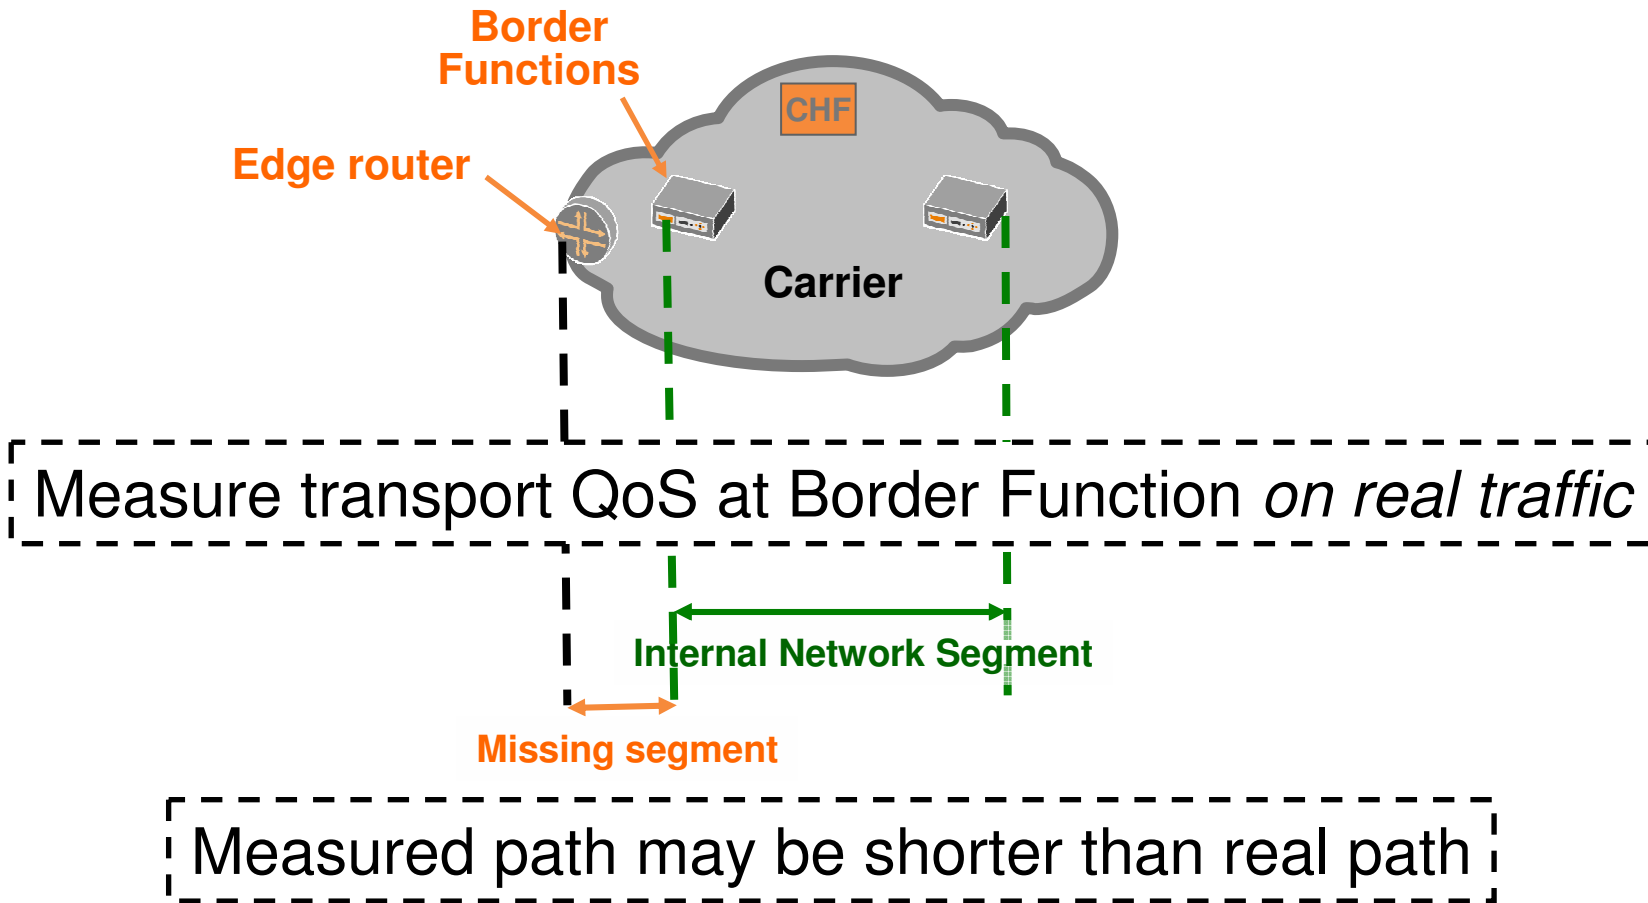 Border
Functions
CHF
Edge router
Carrier
Measure transport QoS at Border Function on real traffic
Internal Network Segment
Missing segment
Measured path may be shorter than real path